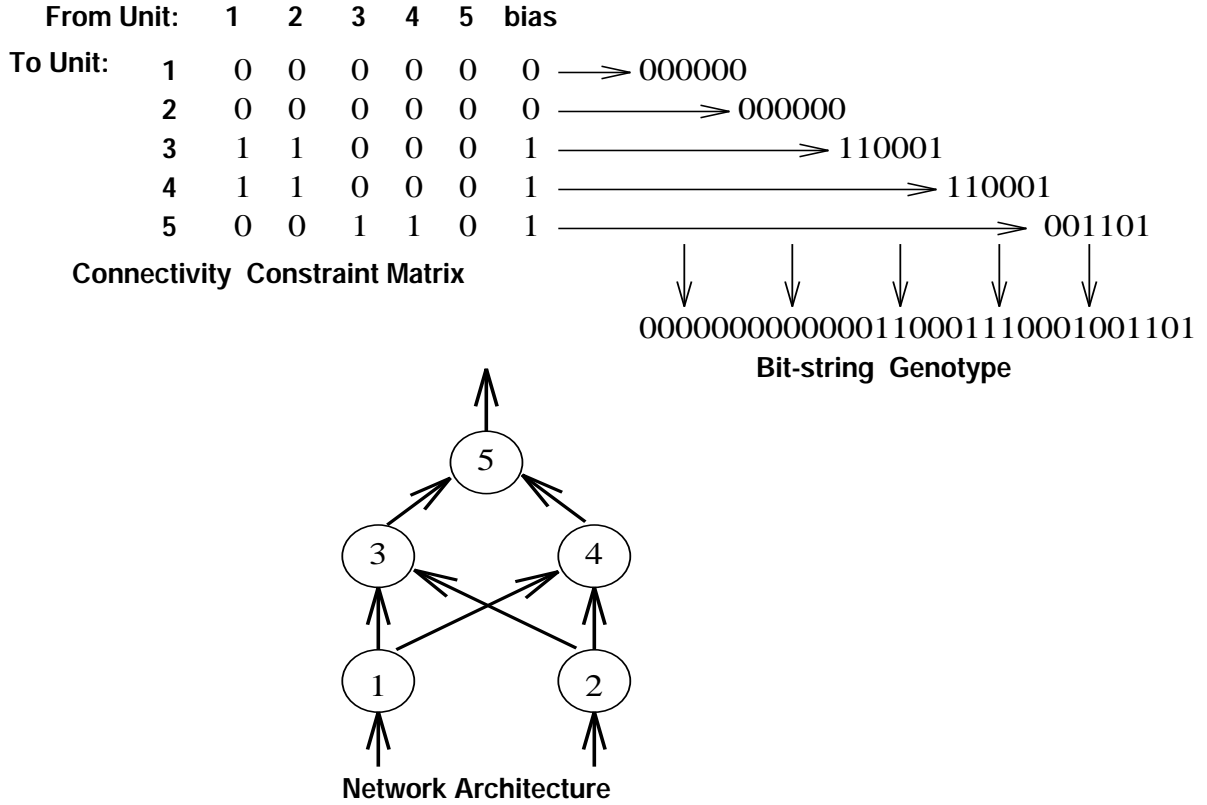 From Unit: 1 2 3 4 5 bias
To Unit:
1 0 0 0 0 0 0 000000
2 0 0 0 0 0 0 000000
3 1 1 0 0 0 1 110001
4 1 1 0 0 0 1 110001
5 0 0 1 1 0 1 001101
Connectivity Constraint Matrix
0000000000000110001110001001101
Bit-string Genotype
5
3 4
1 2
Network Architecture